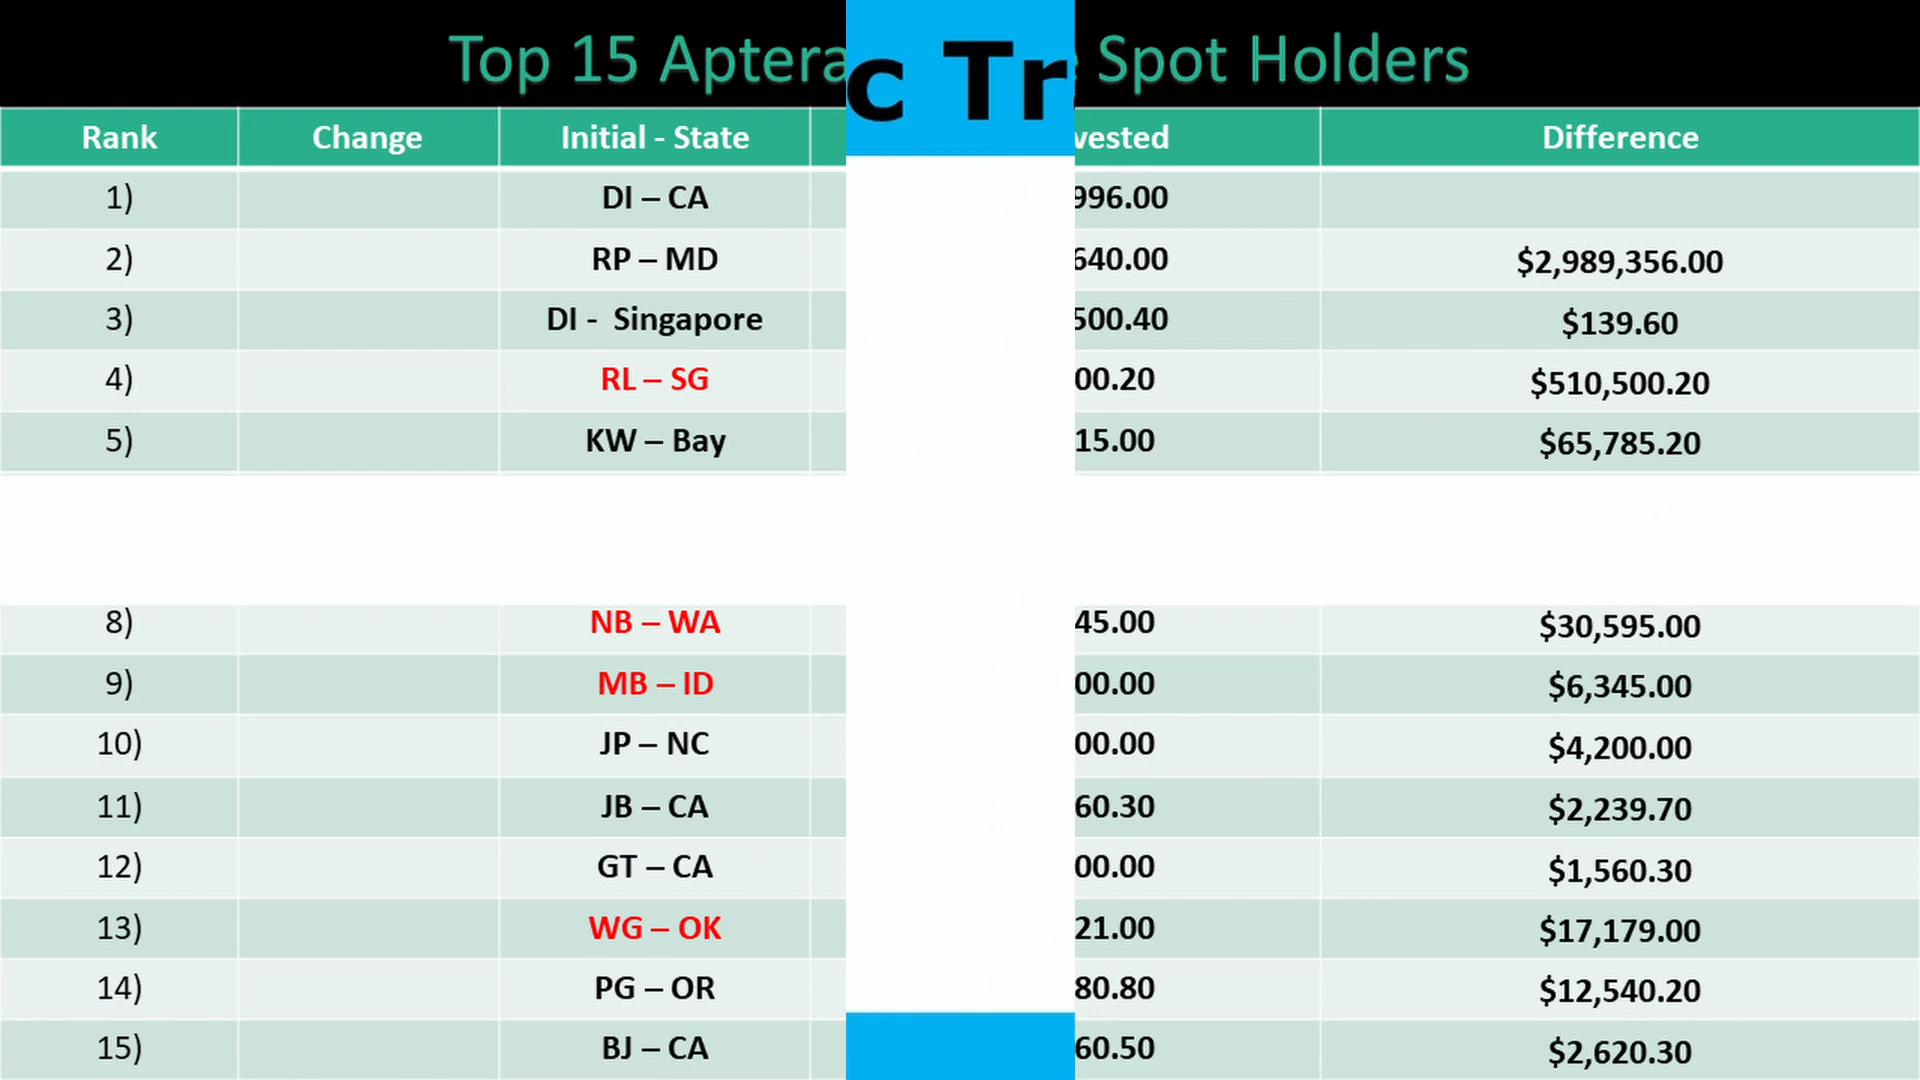 Top 15 Aptera c Tr Spot Holders
Rank Change Initial - State vested Difference
1) DI – CA 996.00
2) RP – MD 640.00 $2,989,356.00
3) DI - Singapore 500.40 $139.60
4) RL – SG 00.20 $510,500.20
5) KW – Bay 15.00 $65,785.20
8) NB – WA 45.00 $30,595.00
9) MB – ID 00.00 $6,345.00
10) JP – NC 00.00 $4,200.00
11) JB – CA 60.30 $2,239.70
12) GT – CA 00.00 $1,560.30
13) WG – OK 21.00 $17,179.00
14) PG – OR 80.80 $12,540.20
15) BJ – CA 60.50 $2,620.30